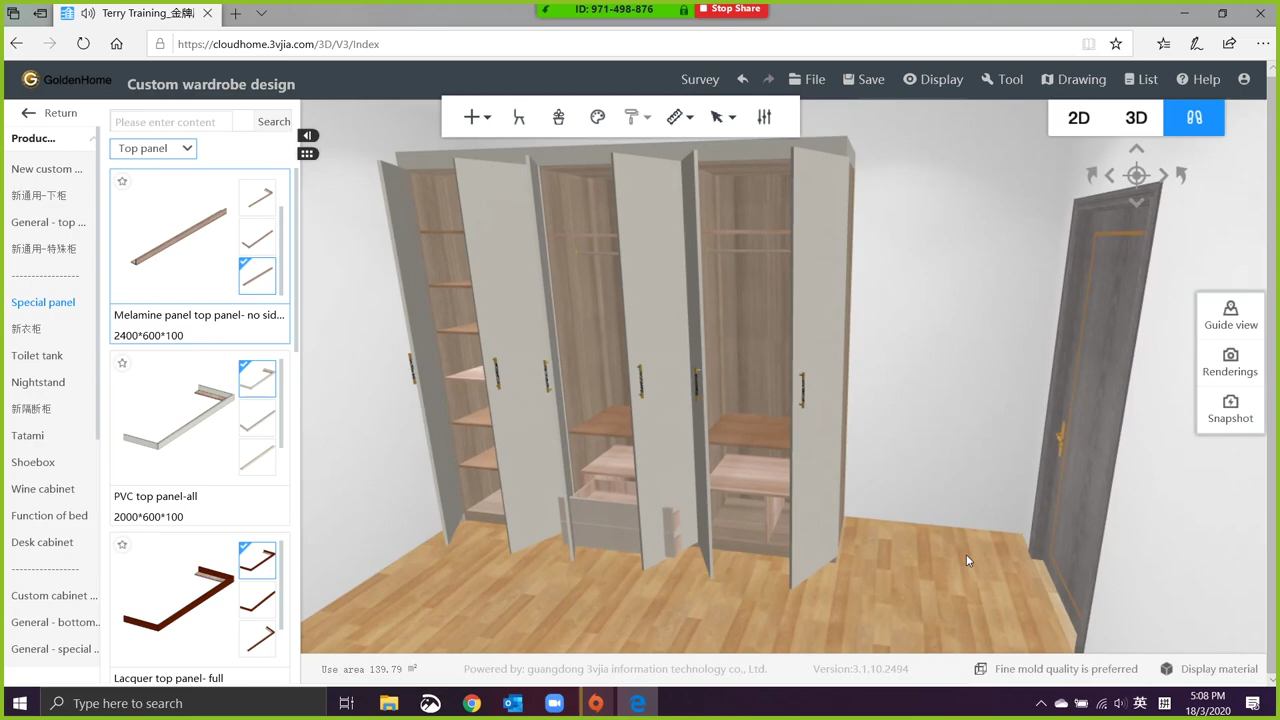 Terry Training_金牌
ID: 971-498-876
Stop Share
https://cloudhome.3vjia.com/3D/V3/Index
GoldenHome
Custom wardrobe design
Survey
File
Save
Display
Tool
Drawing
List
Help
Return
Please enter content
Search
2D
3D
Produc...
Top panel
New custom ...
新通用-下柜
General - top ...
新通用-特殊柜
-----------------
Special panel
新衣柜
Toilet tank
Nightstand
新隔断柜
Tatami
Shoebox
Wine cabinet
Function of bed
Desk cabinet
-----------------
Custom cabinet ...
General - bottom...
General - special ...
Melamine panel top panel- no sid...
2400*600*100
PVC top panel-all
2000*600*100
Lacquer top panel- full
Guide view
Renderings
Snapshot
Use area 139.79 m²
Powered by: guangdong 3vjia information technology co., Ltd.
Version:3.1.10.2494
Fine mold quality is preferred
Display material
Type here to search
英
拼
5:08 PM
18/3/2020